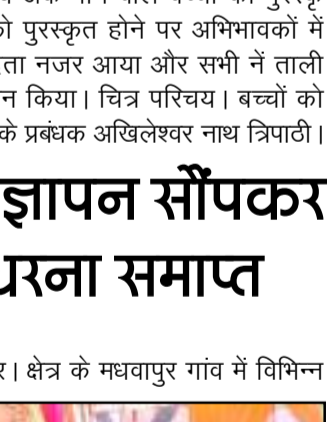 को पुरस्कृत होने पर अभिभावकों में
नजर आया और सभी नें ताली
किया। चित्र परिचय। बच्चों को
के प्रबंधक अखिलेश्वर नाथ त्रिपाठी।
ज्ञापन सौंपकर
धरना समाप्त
क्षेत्र के मधवापुर गांव में विभिन्न